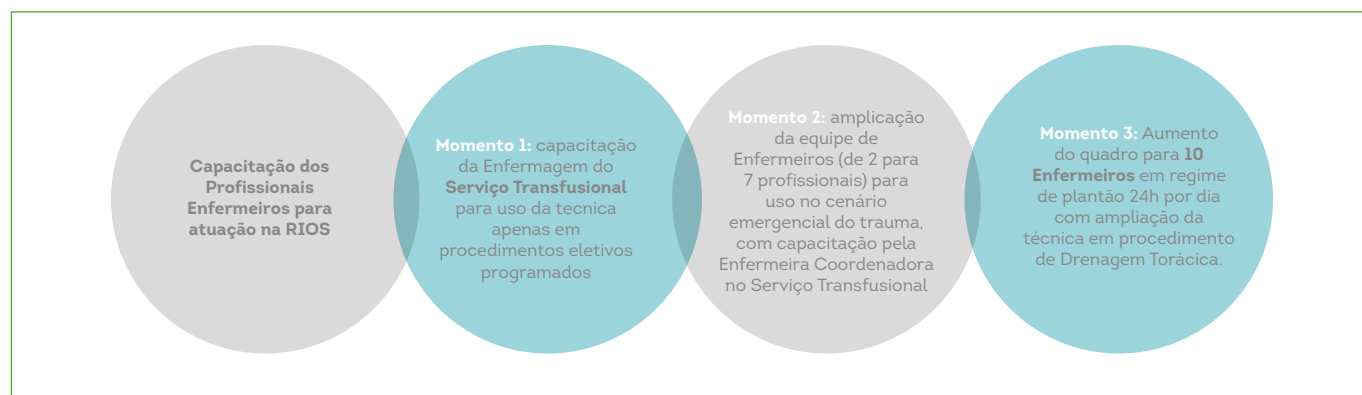 Capacitação dos
Profissionais
Enfermeiros para
atuação na RIOS
Momento 1: capacitação
da Enfermagem do
Serviço Transfusional
para uso da tecnica
apenas em
procedimentos eletivos
programados
Momento 2: amplicação
da equipe de
Enfermeiros (de 2 para
7 profissionais) para
uso no cenário
emergencial do trauma,
com capacitação pela
Enfermeira Coordenadora
no Serviço Transfusional
Momento 3: Aumento
do quadro para 10
Enfermeiros em regime
de plantão 24h por dia
com ampliação da
técnica em procedimento
de Drenagem Torácica.